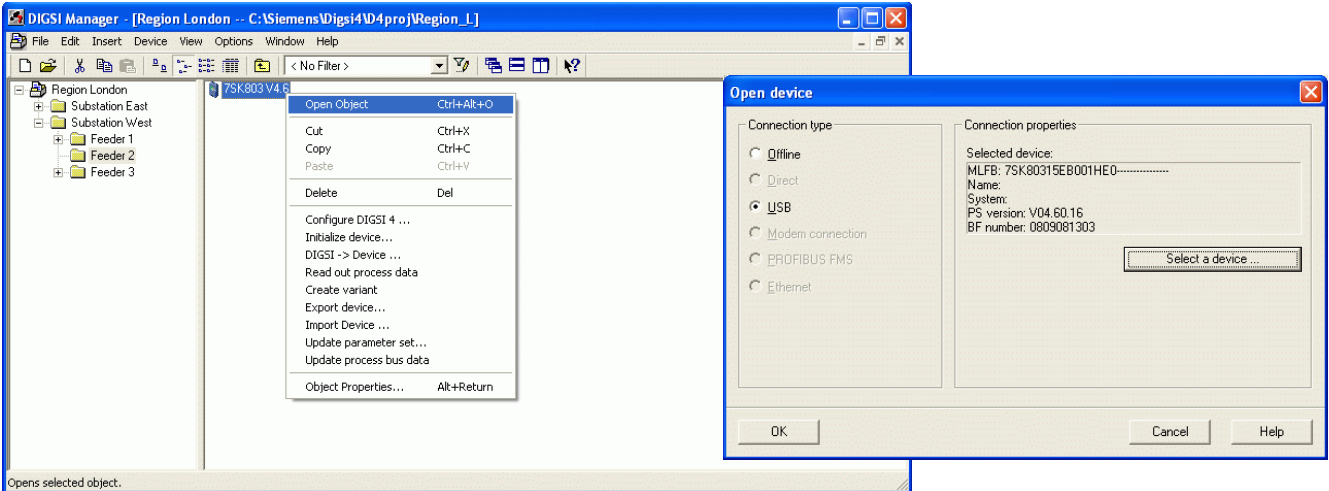 DIGSI Manager - [Region London -- C:\Siemens\Digsi4\D4proj\Region_L]
File Edit Insert Device View Options Window Help
< No Filter >
Region London
Substation East
Substation West
Feeder 1
Feeder 2
Feeder 3
7SK803 V4.6
Open Object Ctrl+Alt+O
Cut Ctrl+X
Copy Ctrl+C
Paste Ctrl+V
Delete Del
Configure DIGSI 4 ...
Initialize device...
DIGSI -> Device ...
Read out process data
Create variant
Export device...
Import Device ...
Update parameter set...
Update process bus data
Object Properties... Alt+Return
Opens selected object.
Open device
Connection type
Offline
Direct
USB
Modem connection
PROFIBUS FMS
Ethernet
Connection properties
Selected device:
MLFB: 7SK80315EB001HE0----------------
Name:
System:
PS version: V04.60.16
BF number: 0809081303
Select a device ...
OK Cancel Help